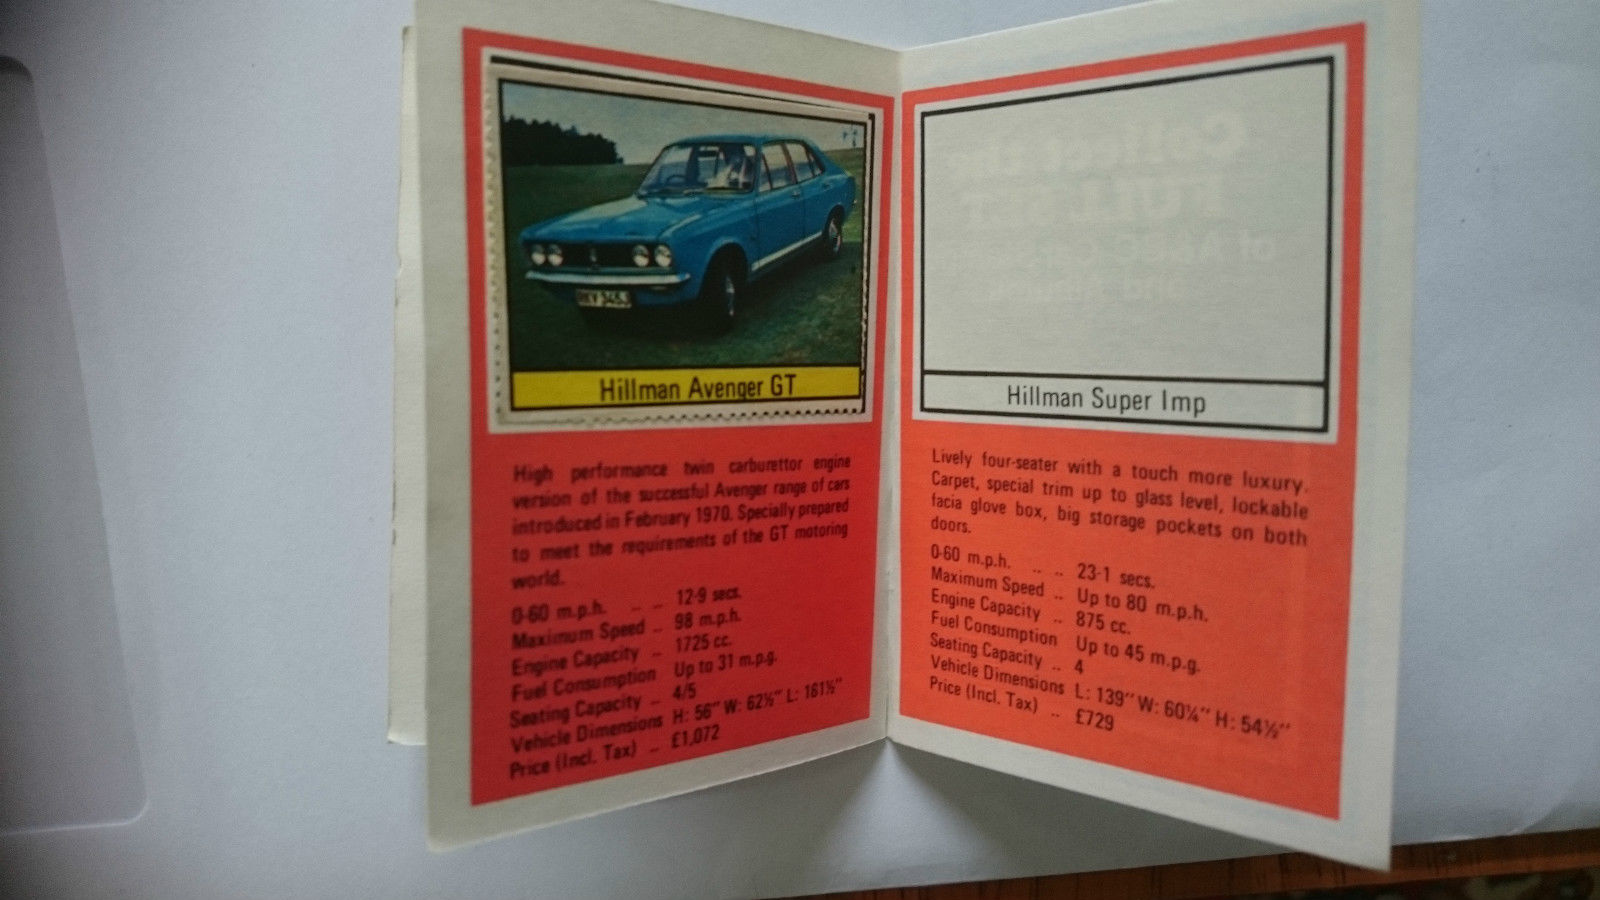 Hillman Avenger GT
High performance twin carburettor engine
version of the successful Avenger range of cars
introduced in February 1970. Specially prepared
to meet the requirements of the GT motoring
world.
0-60 m.p.h. .. .. 12·9 secs.
Maximum Speed .. 98 m.p.h.
Engine Capacity .. 1725 cc.
Fuel Consumption Up to 31 m.p.g.
Seating Capacity .. 4/5
Vehicle Dimensions H: 56" W: 62½" L: 161½"
Price (Incl. Tax) .. £1,072
Hillman Super Imp
Lively four-seater with a touch more luxury.
Carpet, special trim up to glass level, lockable
facia glove box, big storage pockets on both
doors.
0-60 m.p.h. .. .. 23·1 secs.
Maximum Speed .. Up to 80 m.p.h.
Engine Capacity .. 875 cc.
Fuel Consumption Up to 45 m.p.g.
Seating Capacity .. 4
Vehicle Dimensions L: 139" W: 60¼" H: 54½"
Price (Incl. Tax) .. £729